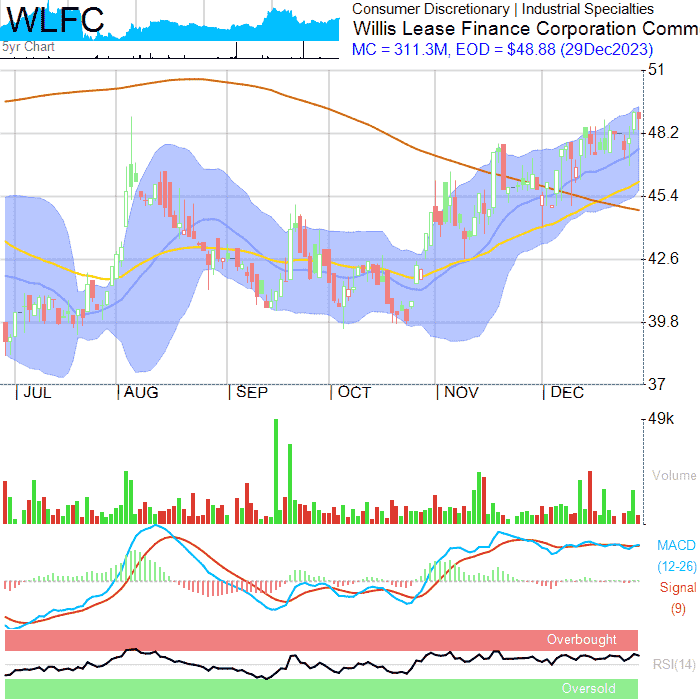 WLFC
5yr Chart
Consumer Discretionary | Industrial Specialties
Willis Lease Finance Corporation Comm
MC = 311.3M, EOD = $48.88 (29Dec2023)
51
48.2
45.4
42.6
39.8
37
JUL AUG SEP OCT NOV DEC
49k
Volume
MACD
(12-26)
Signal
(9)
Overbought
RSI(14)
Oversold